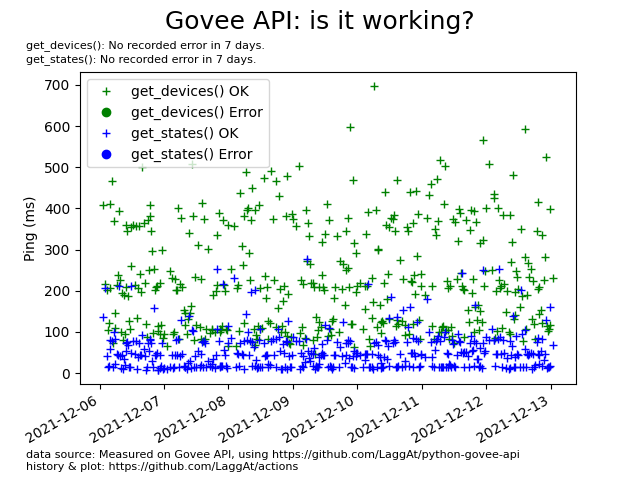 Govee API: is it working?
get_devices(): No recorded error in 7 days.
get_states(): No recorded error in 7 days.
get_devices() OK
get_devices() Error
get_states() OK
get_states() Error
Ping (ms)
700
600
500
400
300
200
100
0
2021-12-06
2021-12-07
2021-12-08
2021-12-09
2021-12-10
2021-12-11
2021-12-12
2021-12-13
data source: Measured on Govee API, using https://github.com/LaggAt/python-govee-api
history & plot: https://github.com/LaggAt/actions